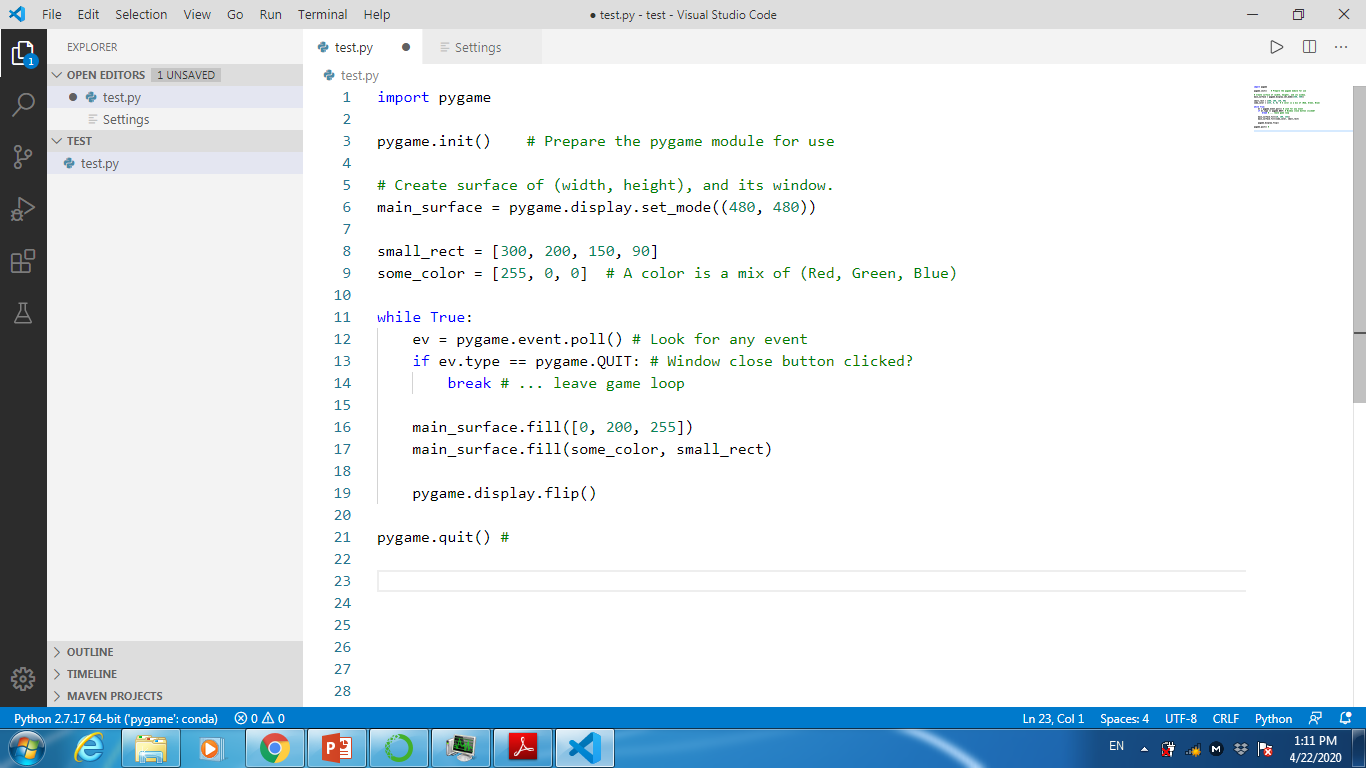 File Edit Selection View Go Run Terminal Help ● test.py - test - Visual Studio Code
EXPLORER
OPEN EDITORS 1 UNSAVED
● test.py
Settings
TEST
test.py
OUTLINE
TIMELINE
MAVEN PROJECTS
1
test.py ● Settings
test.py
1 import pygame
2
3 pygame.init()    # Prepare the pygame module for use
4
5 # Create surface of (width, height), and its window.
6 main_surface = pygame.display.set_mode((480, 480))
7
8 small_rect = [300, 200, 150, 90]
9 some_color = [255, 0, 0]  # A color is a mix of (Red, Green, Blue)
10
11 while True:
12     ev = pygame.event.poll() # Look for any event
13     if ev.type == pygame.QUIT: # Window close button clicked?
14         break # ... leave game loop
15
16     main_surface.fill([0, 200, 255])
17     main_surface.fill(some_color, small_rect)
18
19     pygame.display.flip()
20
21 pygame.quit() #
22
23
24
25
26
27
28
Python 2.7.17 64-bit ('pygame': conda) 0 0 Ln 23, Col 1 Spaces: 4 UTF-8 CRLF Python
EN 1:11 PM
4/22/2020